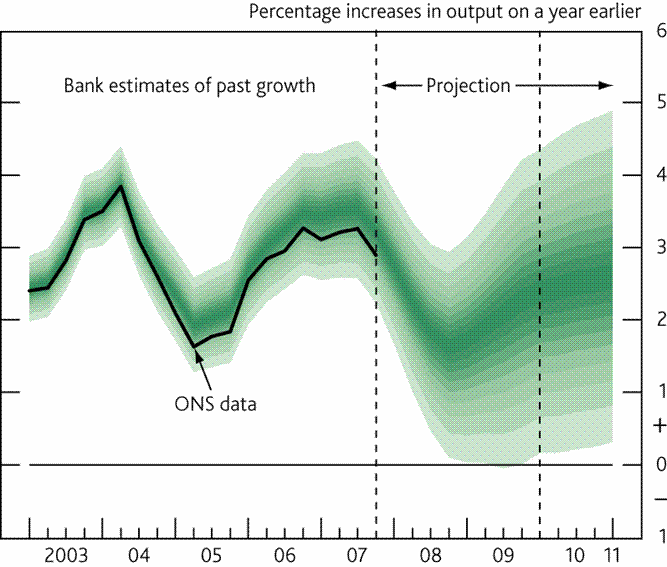 Percentage increases in output on a year earlier
6
Bank estimates of past growth
Projection
5
4
3
2
ONS data
1
+
0
–
1
2003 04 05 06 07 08 09 10 11